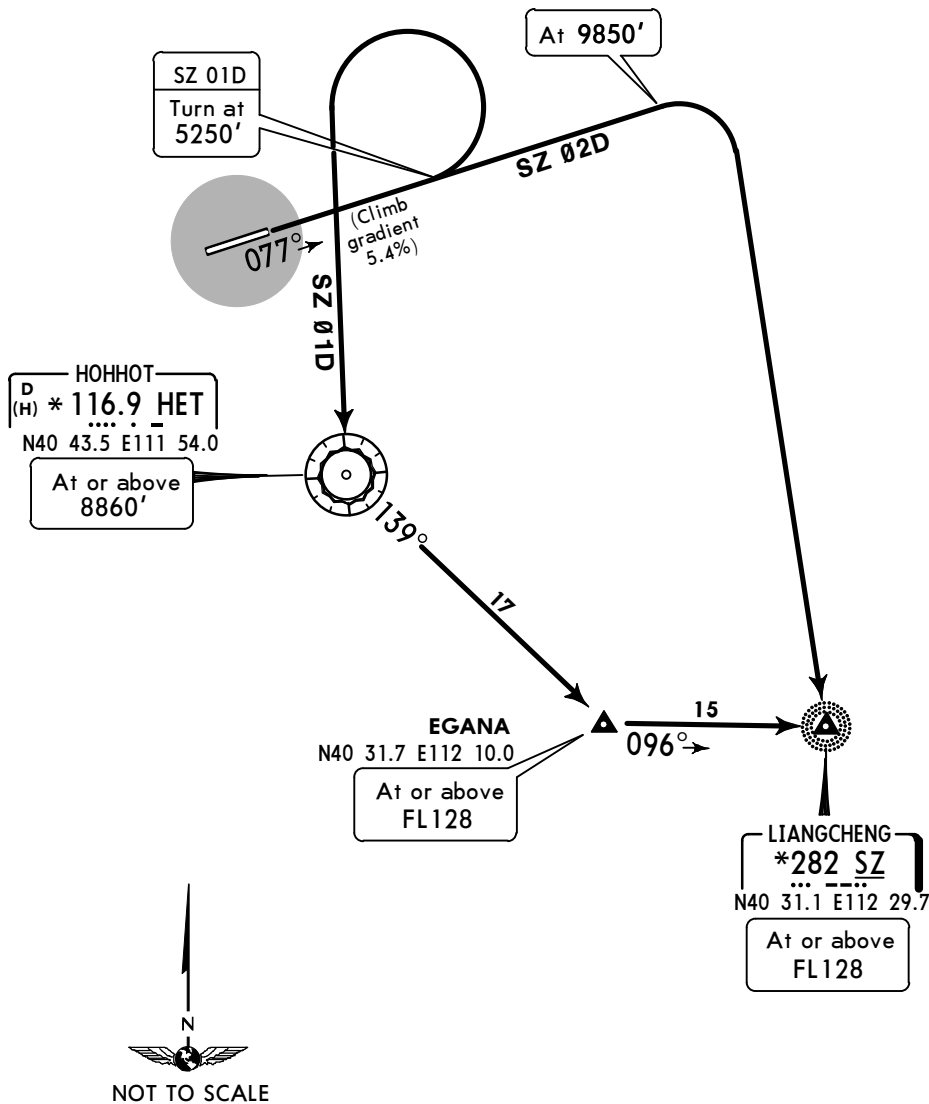 At 9850'
SZ 01D
Turn at
5250'
SZ Ø2D
(Climb
gradient
5.4%)
077°
SZ Ø1D
HOHHOT
D
(H) * 116.9 HET
N40 43.5 E111 54.0
At or above
8860'
139°
17
EGANA
N40 31.7 E112 10.0
15
096°
At or above
FL128
LIANGCHENG
*282 SZ
N40 31.1 E112 29.7
At or above
FL128
N
NOT TO SCALE